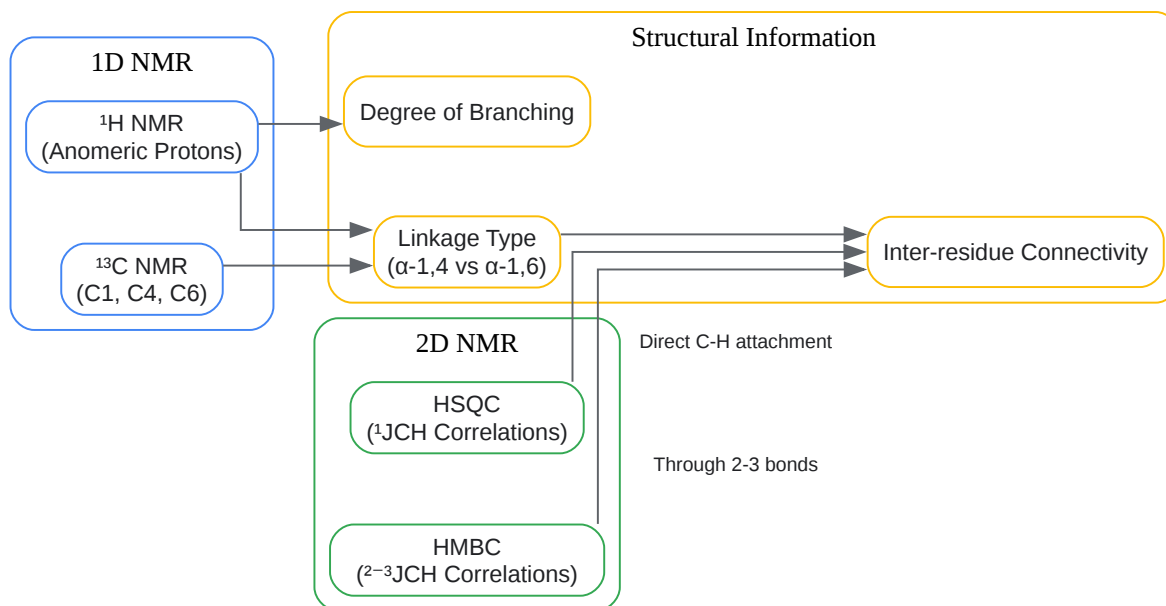 1D NMR
¹H NMR
(Anomeric Protons)
¹³C NMR
(C1, C4, C6)
Structural Information
Degree of Branching
Linkage Type
(α-1,4 vs α-1,6)
Inter-residue Connectivity
2D NMR
HSQC
(¹JCH Correlations)
HMBC
(²⁻³JCH Correlations)
Direct C-H attachment
Through 2-3 bonds